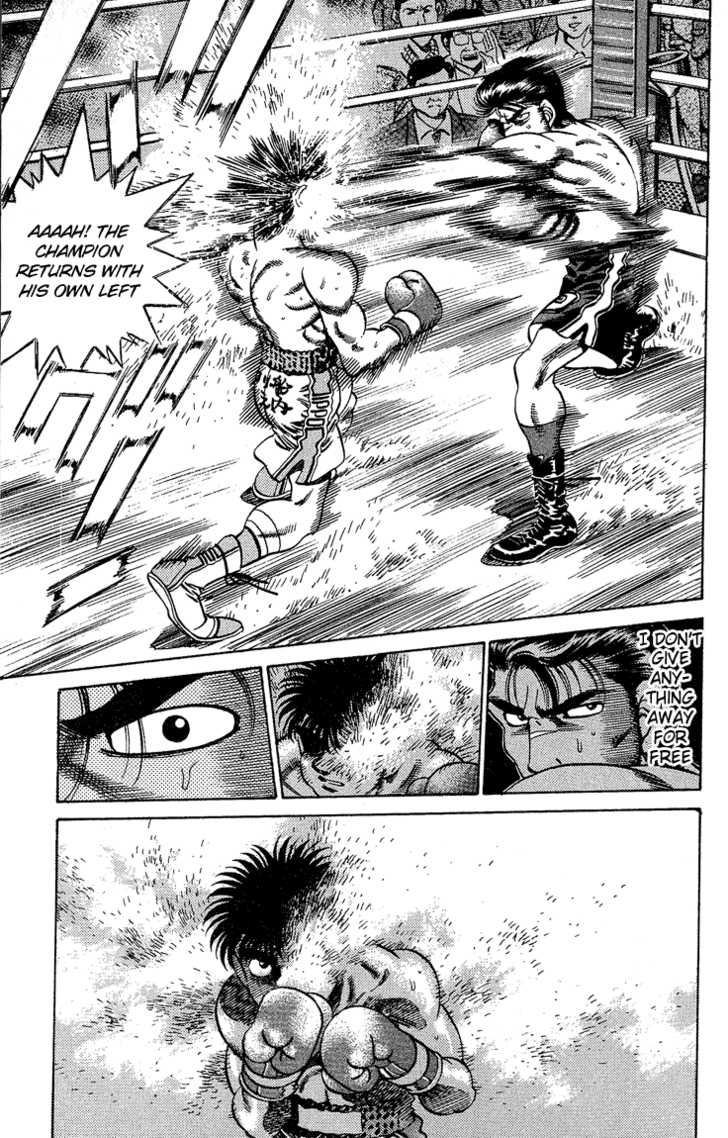 AAAAH! THE
CHAMPION
RETURNS WITH
HIS OWN LEFT
I DON'T
GIVE
ANY-
THING
AWAY
FOR
FREE